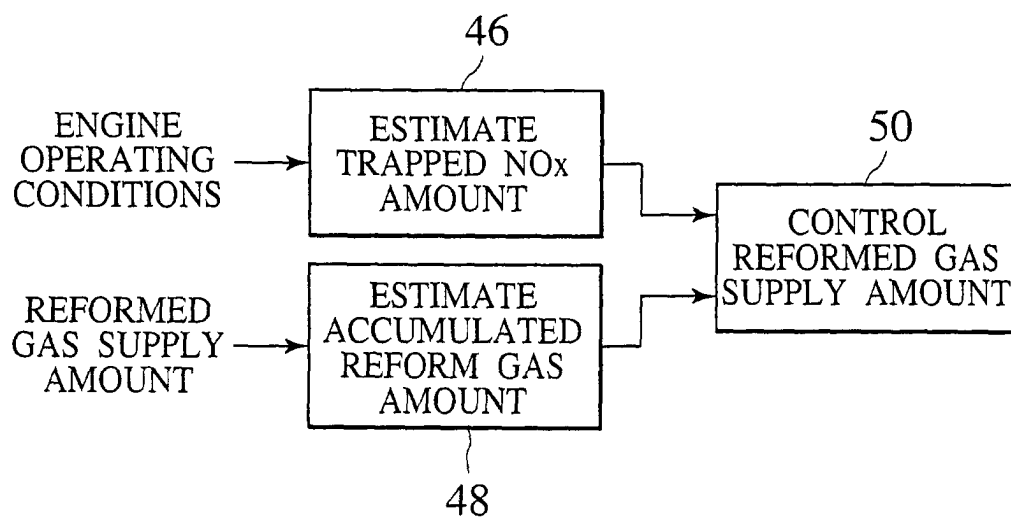 46
ENGINE
OPERATING
CONDITIONS
ESTIMATE
TRAPPED NOx
AMOUNT
50
CONTROL
REFORMED GAS
SUPPLY AMOUNT
REFORMED
GAS SUPPLY
AMOUNT
ESTIMATE
ACCUMULATED
REFORM GAS
AMOUNT
48